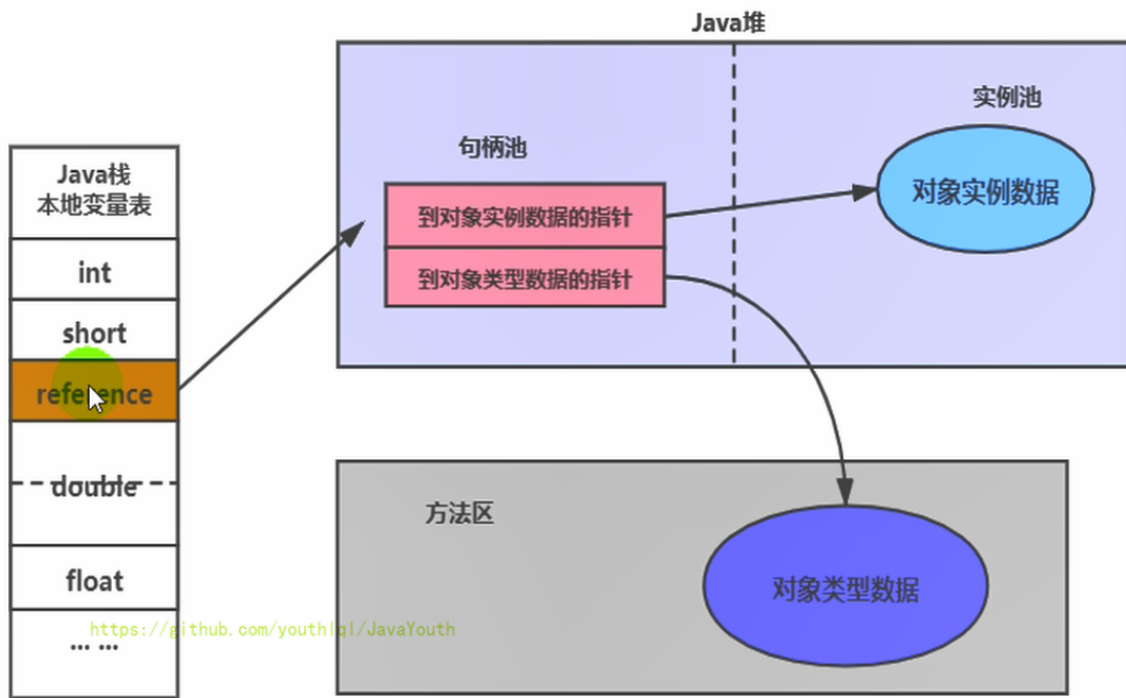 Java堆
实例池
句柄池
Java栈
本地变量表
到对象实例数据的指针
对象实例数据
int
到对象类型数据的指针
short
reference
double
方法区
float
对象类型数据
https://github.com/youthlql/JavaYouth
... ...